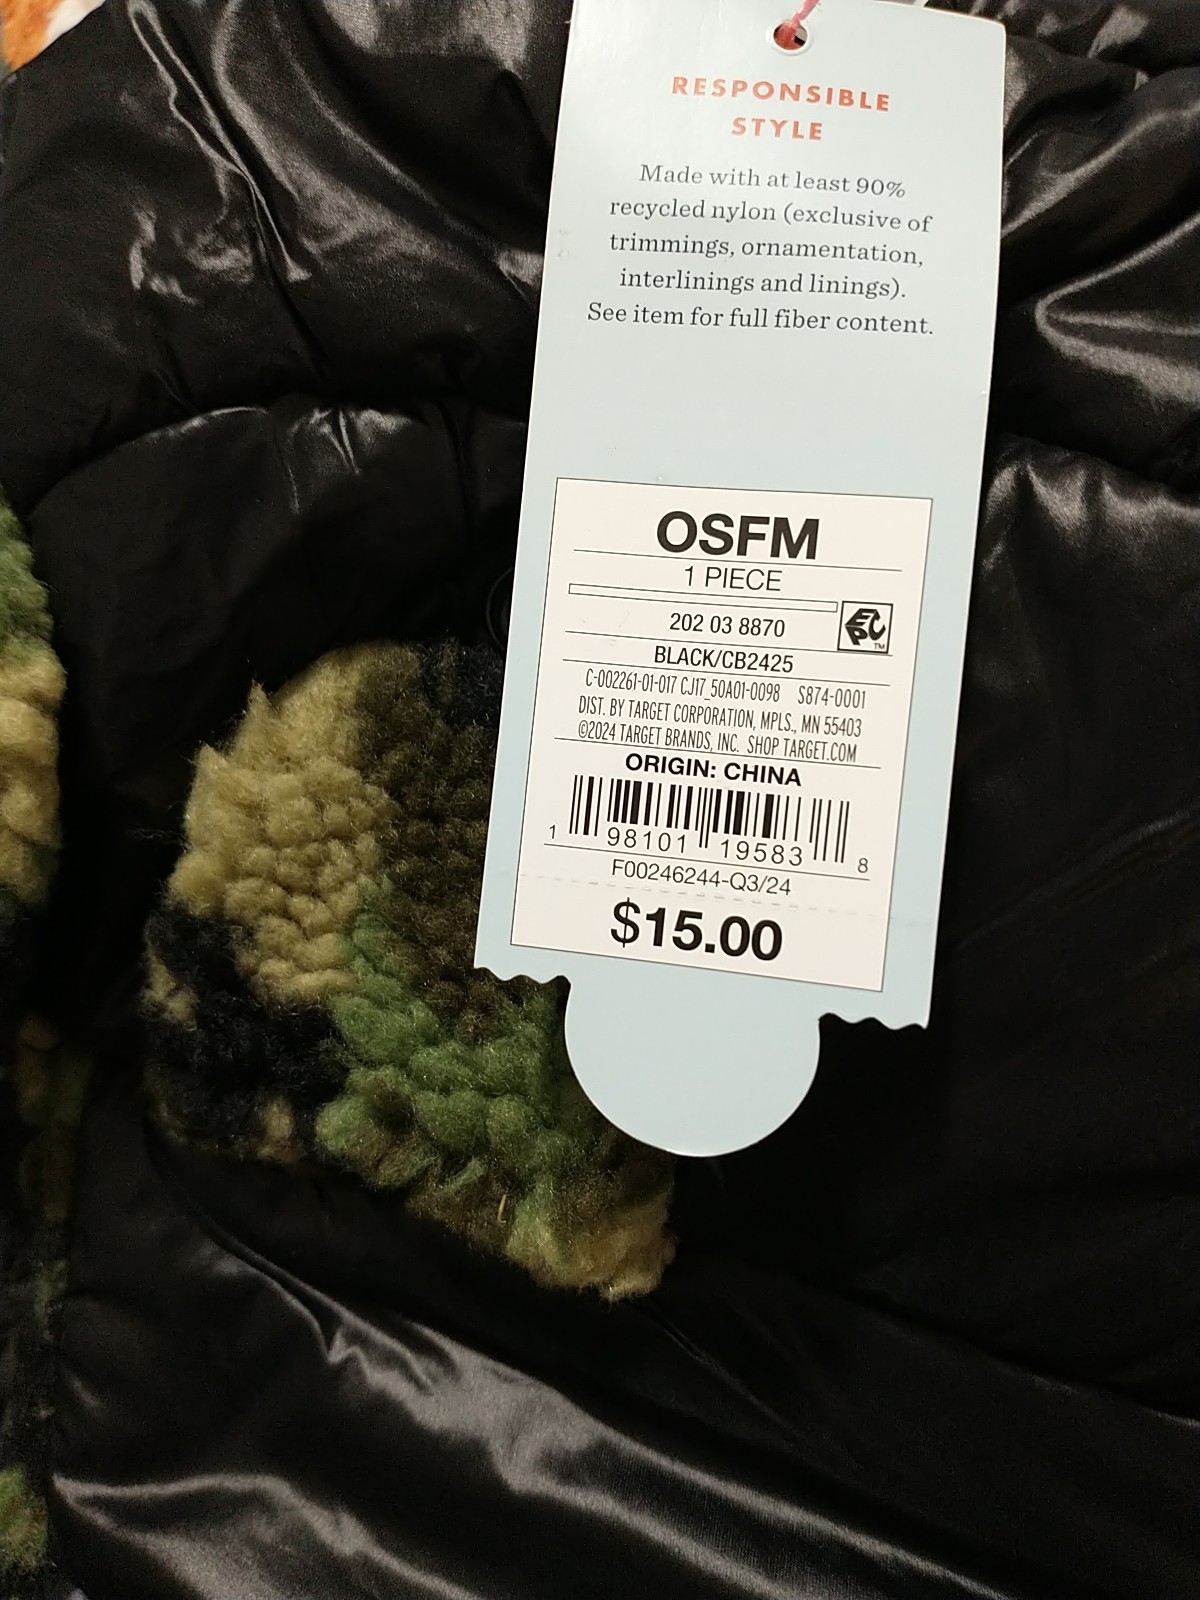 RESPONSIBLE
STYLE
Made with at least 90%
recycled nylon (exclusive of
trimmings, ornamentation,
interlinings and linings).
See item for full fiber content.
OSFM
1 PIECE
202 03 8870
EPC™
BLACK/CB2425
C-002261-01-017 CJ17_50A01-0098 S874-0001
DIST. BY TARGET CORPORATION, MPLS., MN 55403
©2024 TARGET BRANDS, INC. SHOP TARGET.COM
ORIGIN: CHINA
1 98101 19583 8
F00246244-Q3/24
$15.00